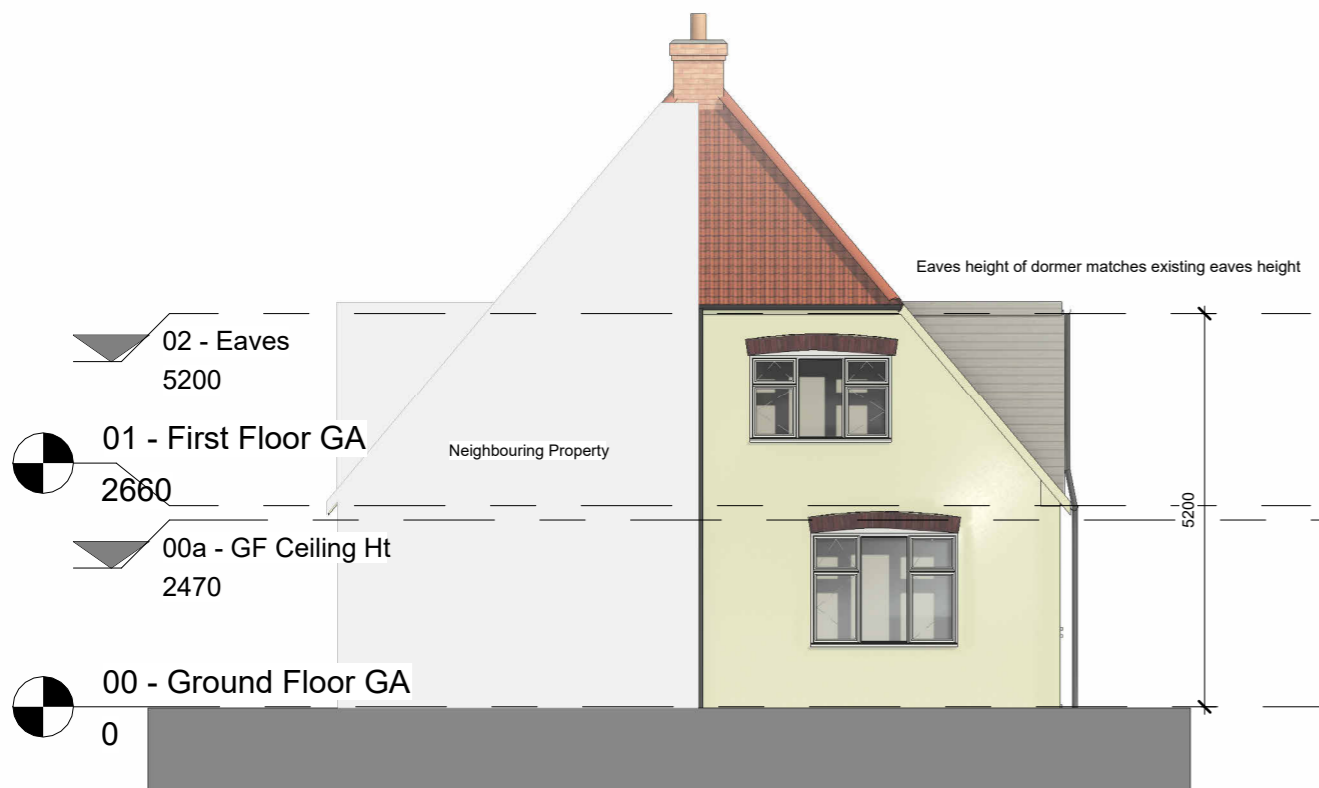 Eaves height of dormer matches existing eaves height
02 - Eaves
5200
01 - First Floor GA
2660
Neighbouring Property
5200
00a - GF Ceiling Ht
2470
00 - Ground Floor GA
0